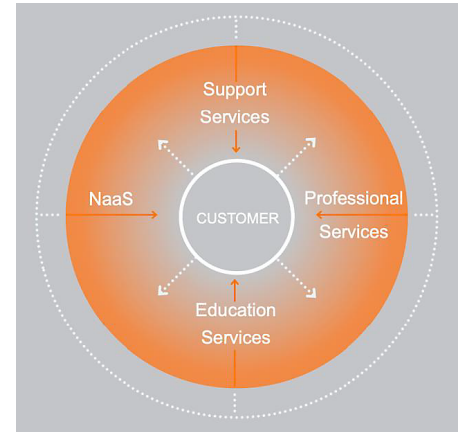 Support
Services
NaaS
Professional
Services
CUSTOMER
Education
Services